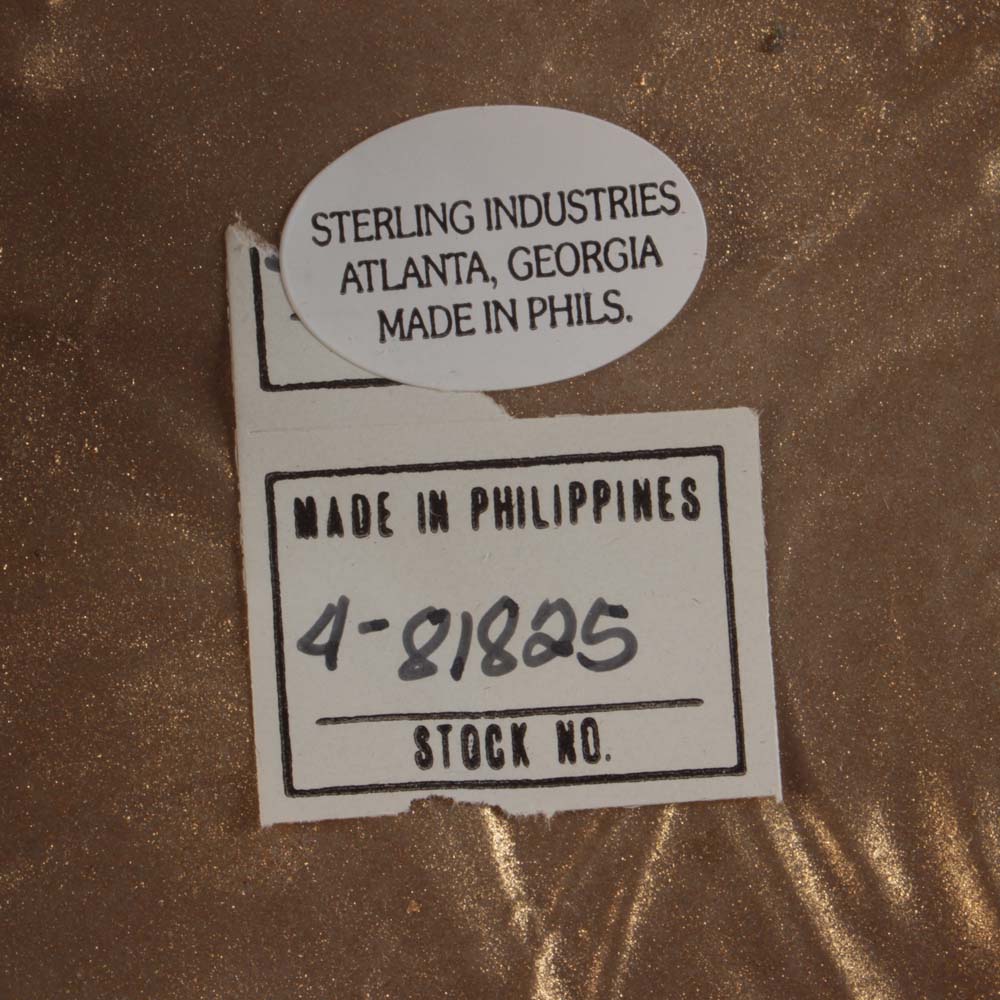 STERLING INDUSTRIES
ATLANTA, GEORGIA
MADE IN PHILS.
MADE IN PHILIPPINES
4-81825
STOCK NO.